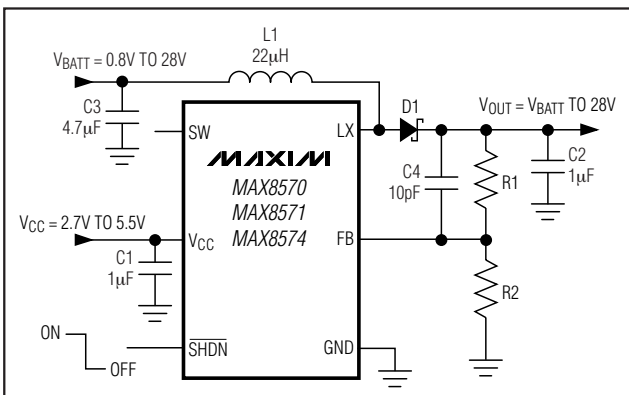 L1
22μH
VBATT = 0.8V TO 28V
C3
4.7μF
SW
LX
D1
VOUT = VBATT TO 28V
MAXIM
MAX8570
MAX8571
MAX8574
C4
10pF
R1
C2
1μF
VCC = 2.7V TO 5.5V
VCC
FB
C1
1μF
R2
ON
OFF
SHDN
GND